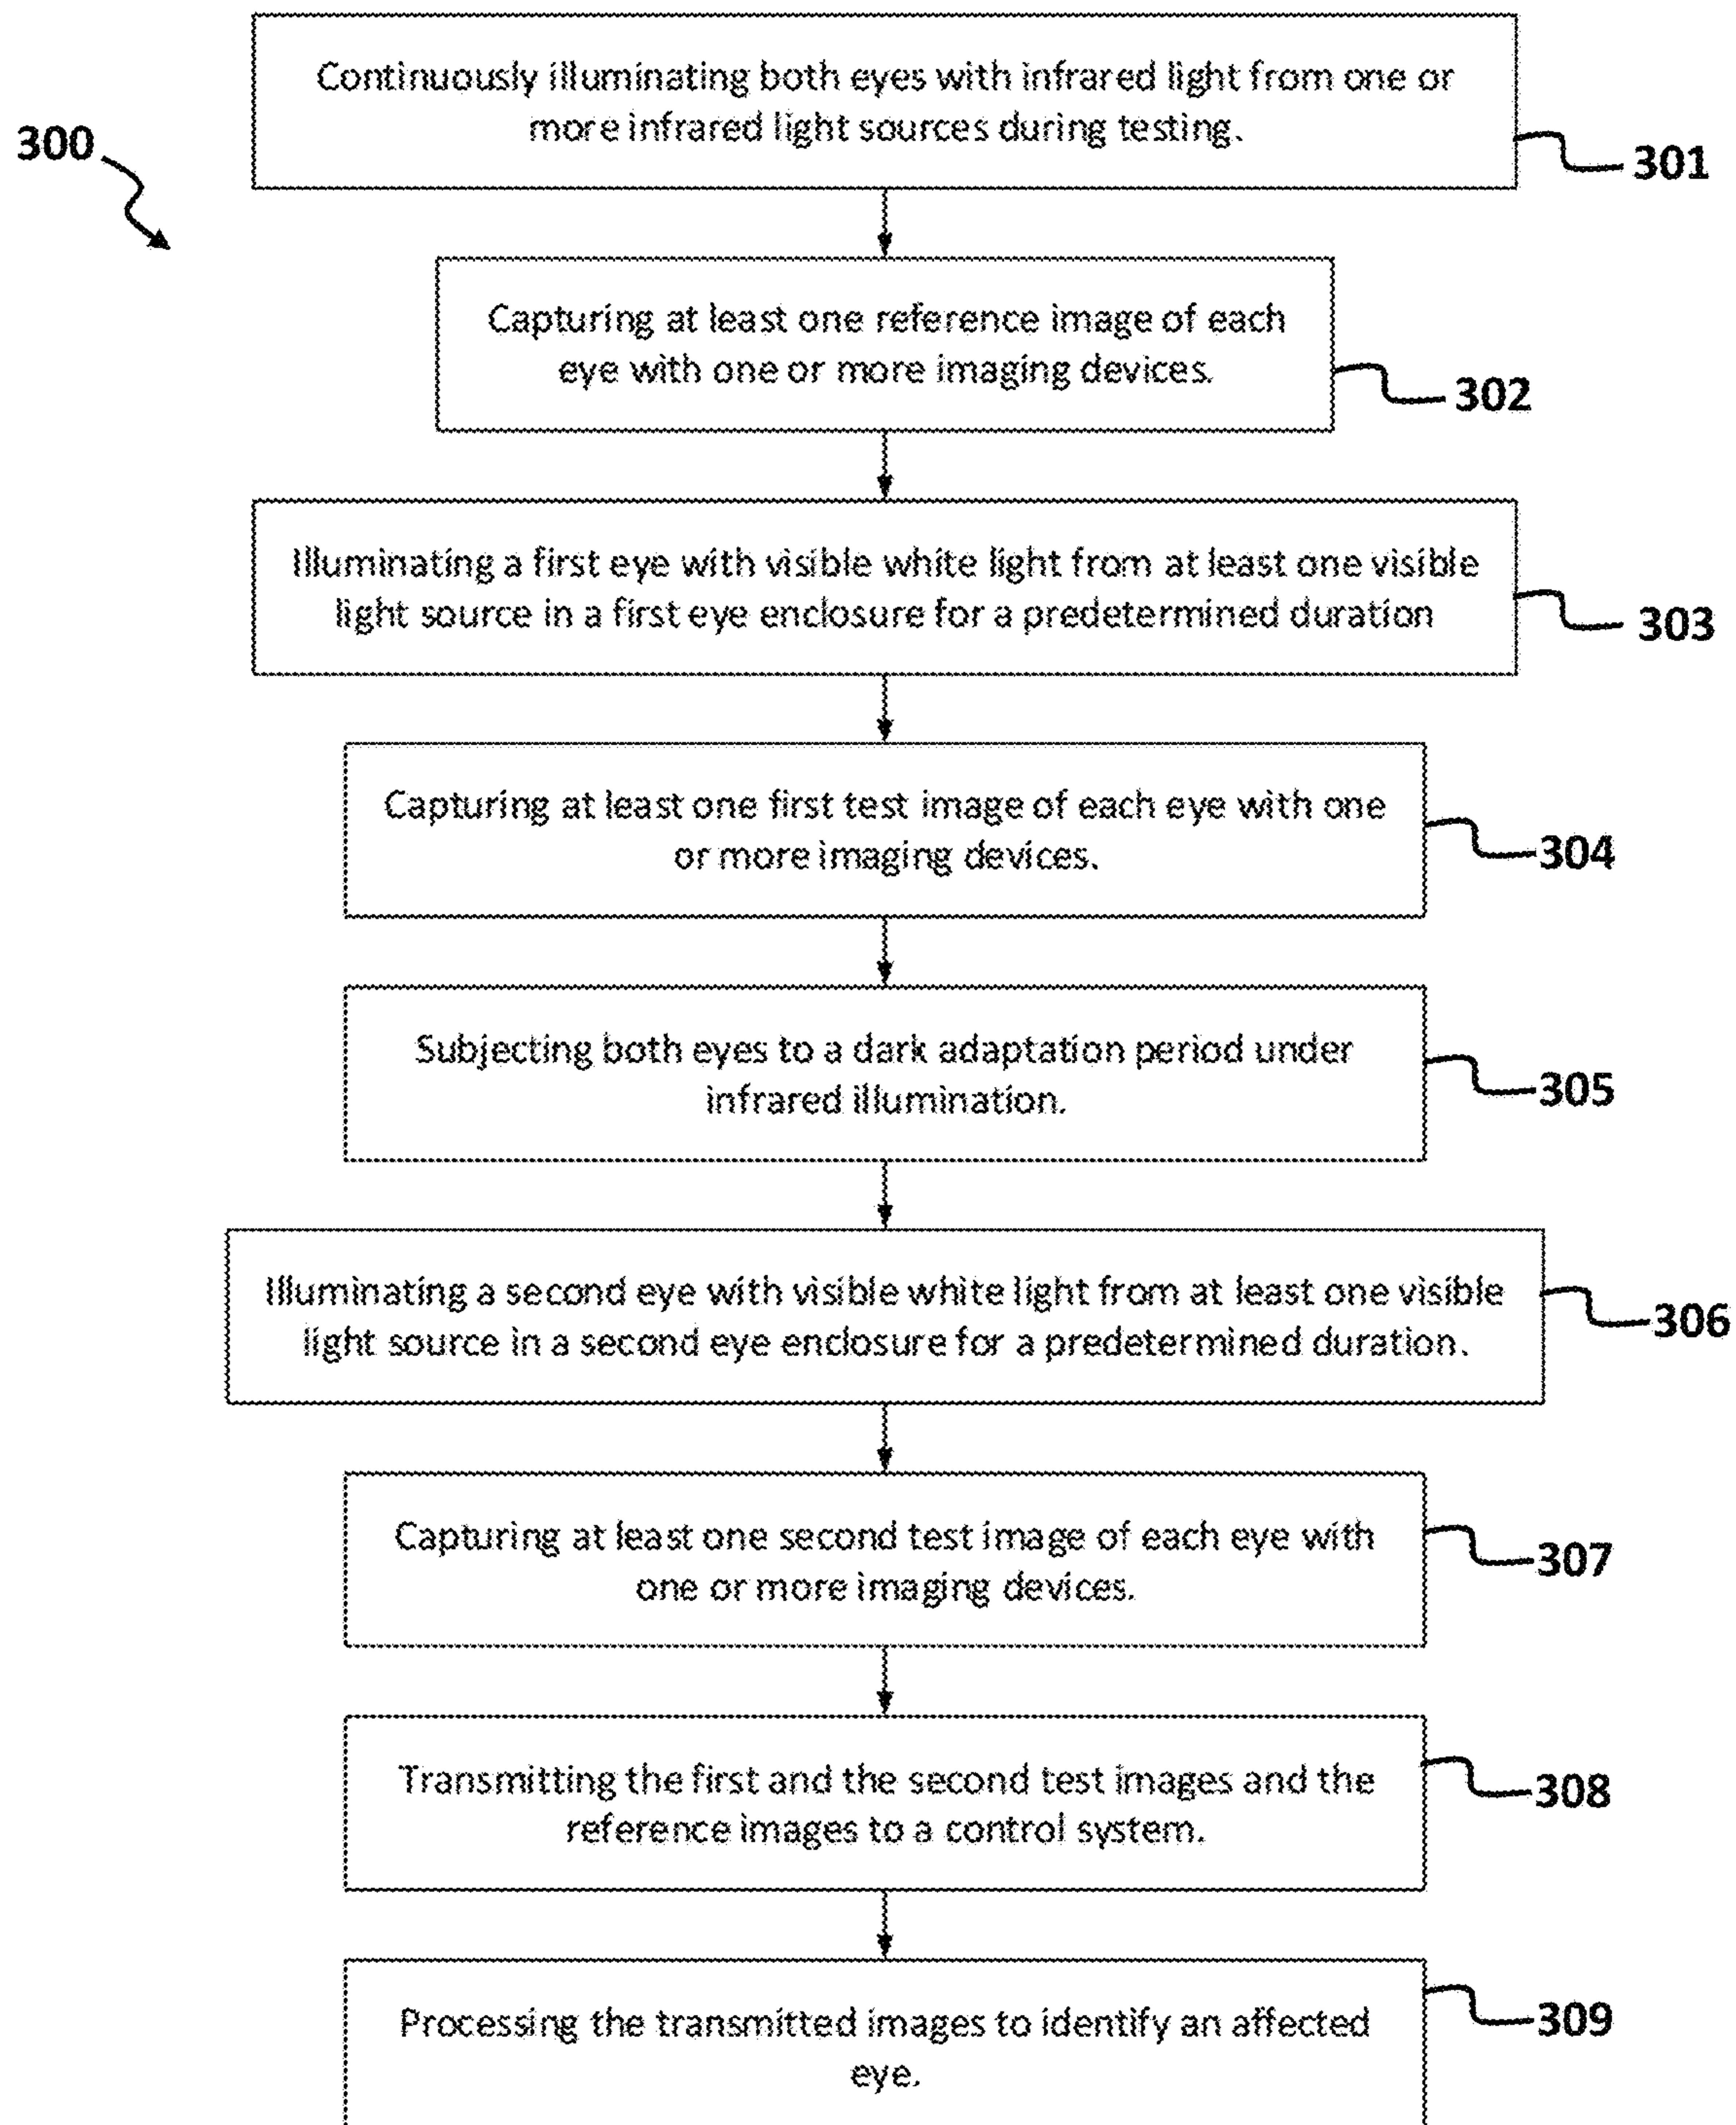 Continuously illuminating both eyes with infrared light from one or
more infrared light sources during testing.
300
301
Capturing at least one reference image of each
eye with one or more imaging devices.
302
Illuminating a first eye with visible white light from at least one visible
light source in a first eye enclosure for a predetermined duration
303
Capturing at least one first test image of each eye with one
or more imaging devices.
304
Subjecting both eyes to a dark adaptation period under
infrared illumination.
305
Illuminating a second eye with visible white light from at least one visible
light source in a second eye enclosure for a predetermined duration.
306
Capturing at least one second test image of each eye with
one or more imaging devices.
307
Transmitting the first and the second test images and the
reference images to a control system.
308
Processing the transmitted images to identify an affected
eye.
309